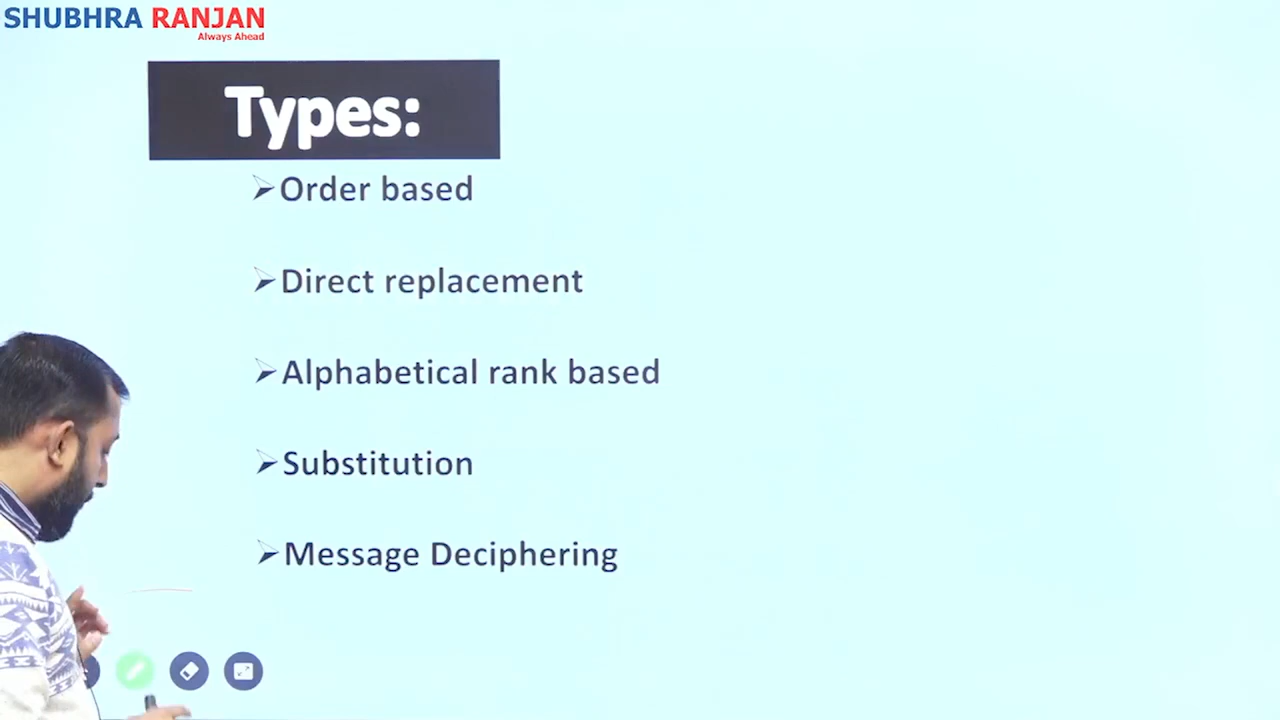 SHUBHRA RANJAN
Always Ahead
Types:
Order based
Direct replacement
Alphabetical rank based
Substitution
Message Deciphering